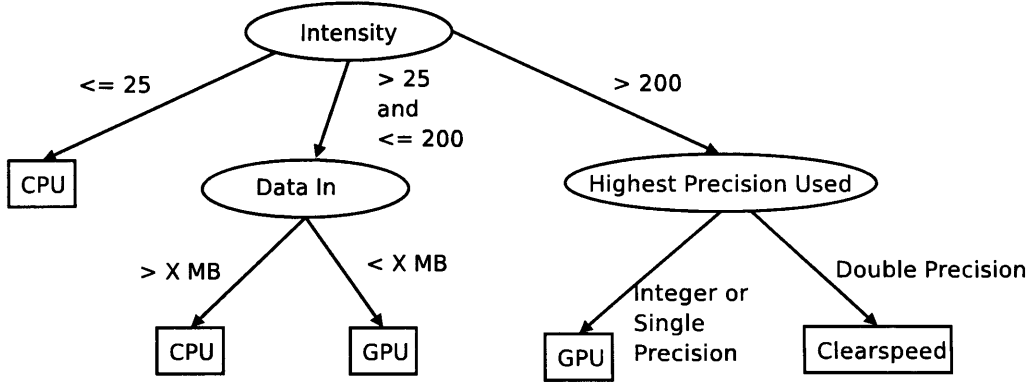 Intensity
<= 25
> 25
and
<= 200
> 200
CPU
Data In
Highest Precision Used
> X MB
< X MB
Integer or
Single
Precision
Double Precision
CPU
GPU
GPU
Clearspeed